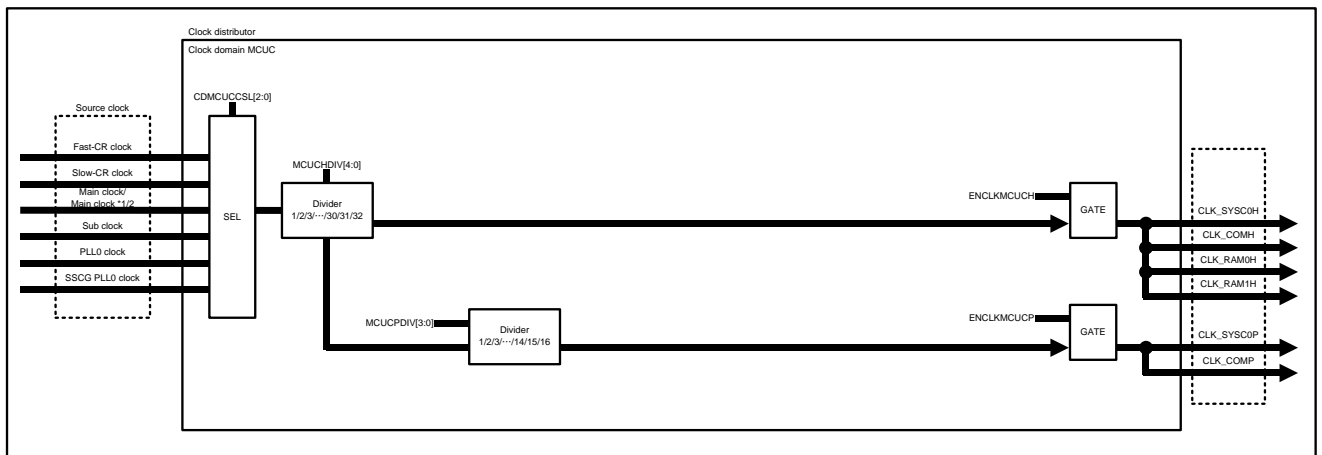 Clock distributor
Clock domain MCUC
CDMCUCCSL[2:0]
Source clock
Fast-CR clock
Slow-CR clock
Main clock/
Main clock *1/2
Sub clock
PLL0 clock
SSCG PLL0 clock
SEL
MCUCHDIV[4:0]
Divider
1/2/3/⋯/30/31/32
ENCLKMCUCH
GATE
CLK_SYSC0H
CLK_COMH
CLK_RAM0H
CLK_RAM1H
MCUCPDIV[3:0]
Divider
1/2/3/⋯/14/15/16
ENCLKMCUCP
GATE
CLK_SYSC0P
CLK_COMP